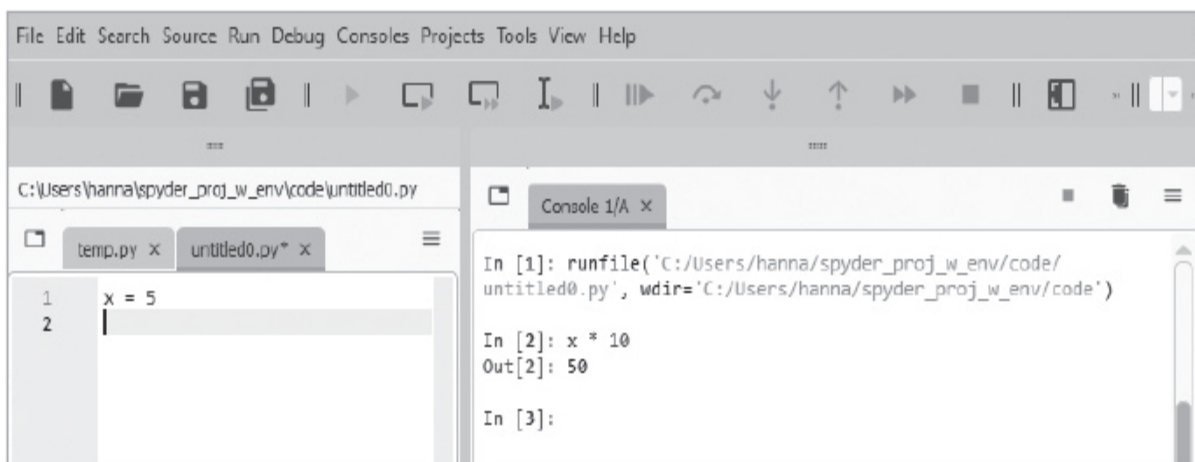 File Edit Search Source Run Debug Consoles Projects Tools View Help
C:\Users\hanna\spyder_proj_w_env\code\untitled0.py
temp.py ×
untitled0.py* ×
1 x = 5
2
Console 1/A ×
In [1]: runfile('C:/Users/hanna/spyder_proj_w_env/code/
untitled0.py', wdir='C:/Users/hanna/spyder_proj_w_env/code')
In [2]: x * 10
Out[2]: 50
In [3]: